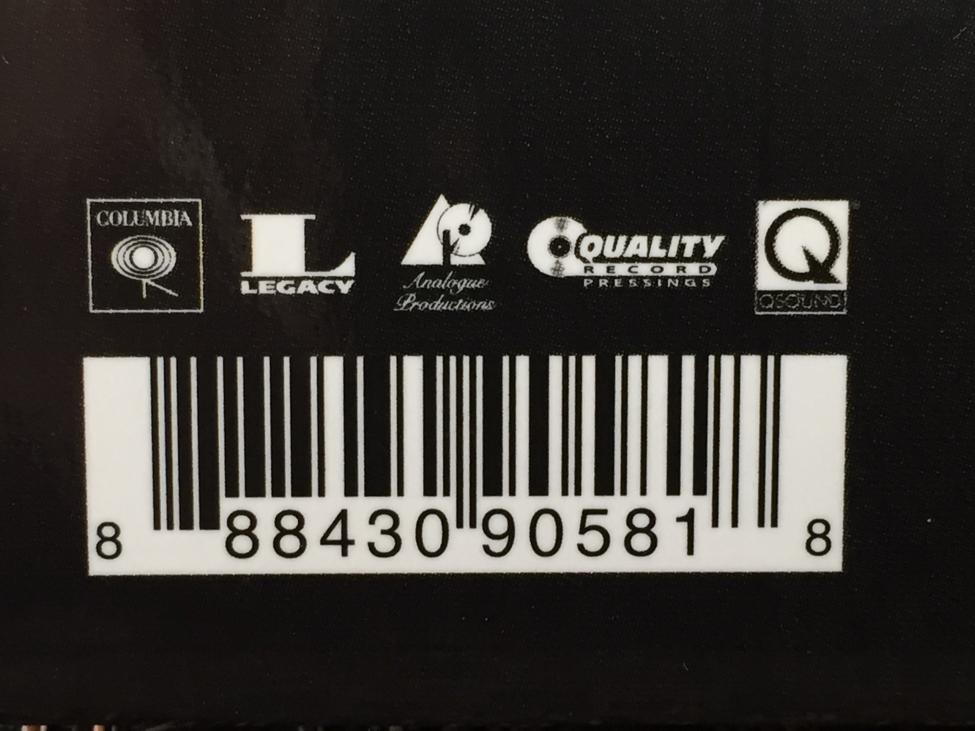 COLUMBIA
LEGACY
Analogue
Productions
QUALITY
RECORD
PRESSINGS
QSOUND
8 88430 90581 8